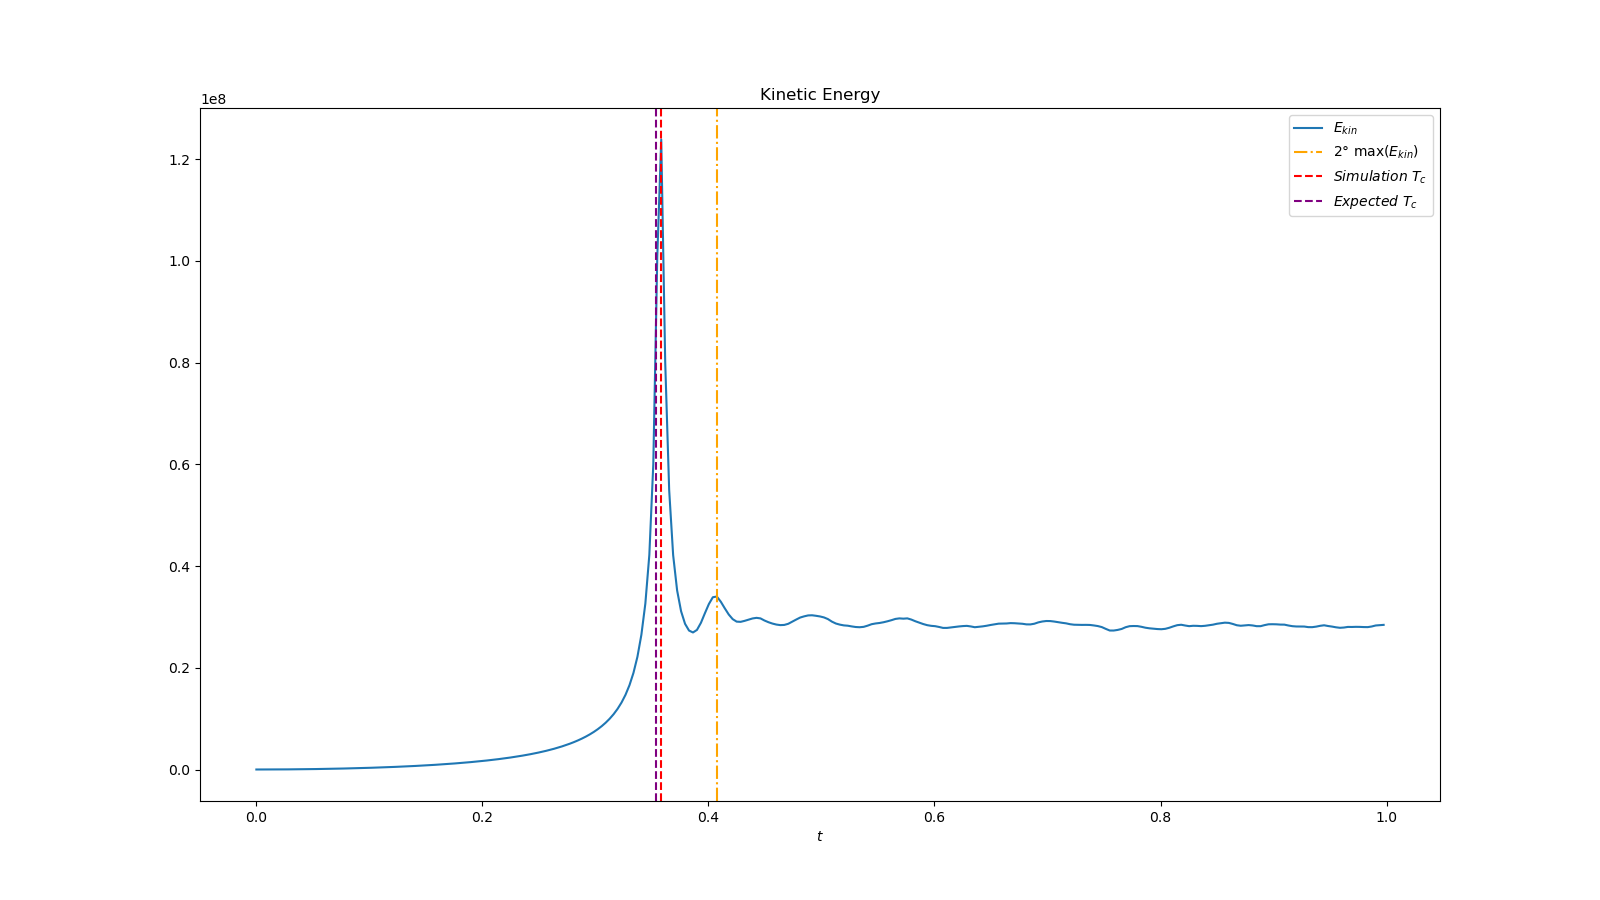 Kinetic Energy
1e8
1.2
1.0
0.8
0.6
0.4
0.2
0.0
0.0 0.2 0.4 0.6 0.8 1.0
t
E_kin
2° max(E_kin)
Simulation T_c
Expected T_c